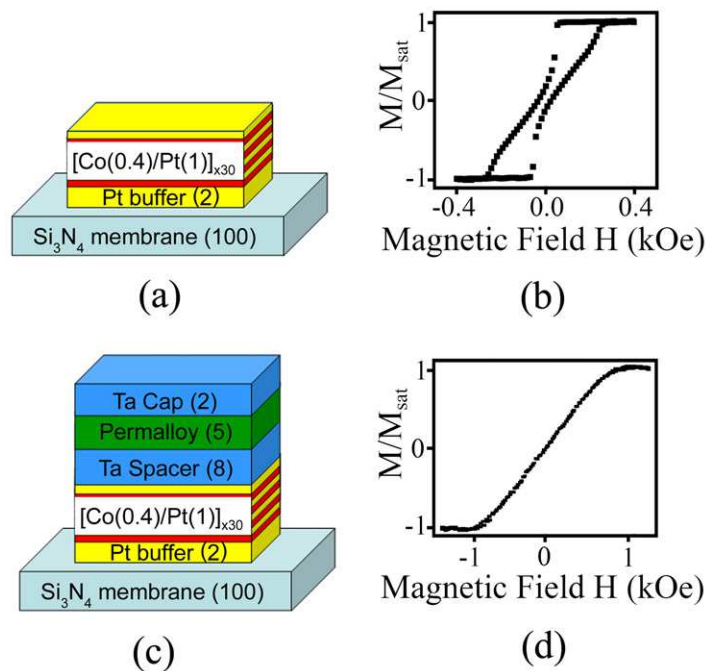 [Co(0.4)/Pt(1)]x30
Pt buffer (2)
Si3N4 membrane (100)
(a)
M/Msat
1
0
-1
-0.4 0.0 0.4
Magnetic Field H (kOe)
(b)
Ta Cap (2)
Permalloy (5)
Ta Spacer (8)
[Co(0.4)/Pt(1)]x30
Pt buffer (2)
Si3N4 membrane (100)
(c)
M/Msat
1
0
-1
-1 0 1
Magnetic Field H (kOe)
(d)